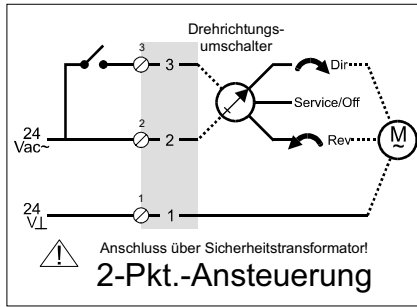 Drehrichtungs-
umschalter
3
3
Dir
Service/Off
24
Vac~
2
2
Rev
M
~
24
V⊥
1
1
Anschluss über Sicherheitstransformator!
2-Pkt.-Ansteuerung